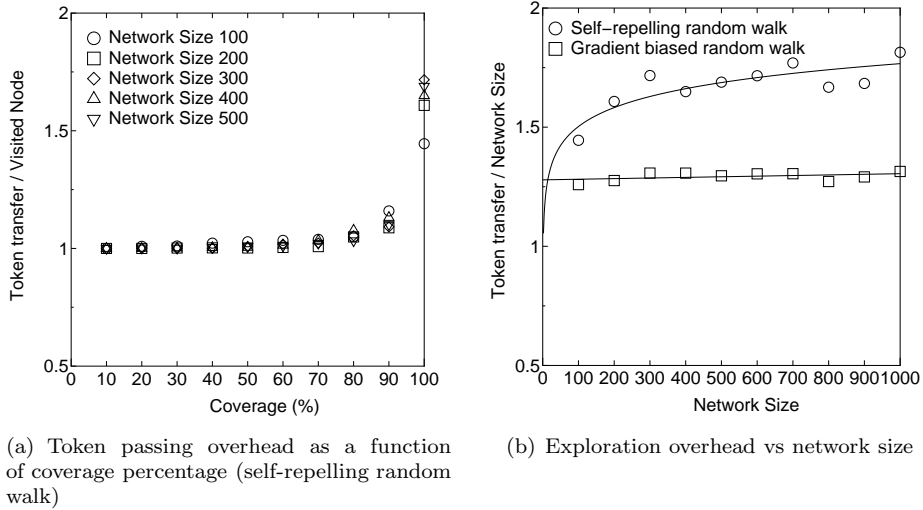 2
1.5
1
0.5
Token transfer / Visited Node
Network Size 100
Network Size 200
Network Size 300
Network Size 400
Network Size 500
0 10 20 30 40 50 60 70 80 90 100
Coverage (%)
(a) Token passing overhead as a function
of coverage percentage (self-repelling random
walk)
2
1.5
1
0.5
Token transfer / Network Size
Self−repelling random walk
Gradient biased random walk
0 100 200 300 400 500 600 700 800 900 1000
Network Size
(b) Exploration overhead vs network size